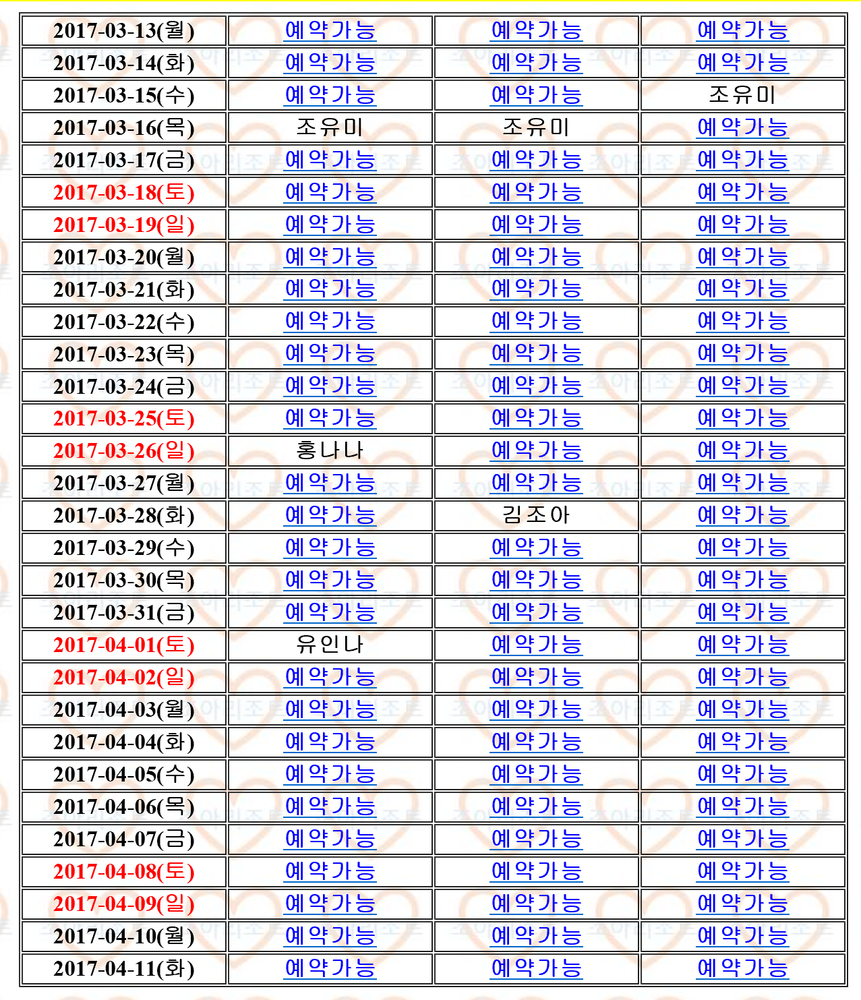 2017-03-13(월) 예약가능 예약가능 예약가능
2017-03-14(화) 예약가능 예약가능 예약가능
2017-03-15(수) 예약가능 예약가능 조유미
2017-03-16(목) 조유미 조유미 예약가능
2017-03-17(금) 예약가능 예약가능 예약가능
2017-03-18(토) 예약가능 예약가능 예약가능
2017-03-19(일) 예약가능 예약가능 예약가능
2017-03-20(월) 예약가능 예약가능 예약가능
2017-03-21(화) 예약가능 예약가능 예약가능
2017-03-22(수) 예약가능 예약가능 예약가능
2017-03-23(목) 예약가능 예약가능 예약가능
2017-03-24(금) 예약가능 예약가능 예약가능
2017-03-25(토) 예약가능 예약가능 예약가능
2017-03-26(일) 홍나나 예약가능 예약가능
2017-03-27(월) 예약가능 예약가능 예약가능
2017-03-28(화) 예약가능 김조아 예약가능
2017-03-29(수) 예약가능 예약가능 예약가능
2017-03-30(목) 예약가능 예약가능 예약가능
2017-03-31(금) 예약가능 예약가능 예약가능
2017-04-01(토) 유인나 예약가능 예약가능
2017-04-02(일) 예약가능 예약가능 예약가능
2017-04-03(월) 예약가능 예약가능 예약가능
2017-04-04(화) 예약가능 예약가능 예약가능
2017-04-05(수) 예약가능 예약가능 예약가능
2017-04-06(목) 예약가능 예약가능 예약가능
2017-04-07(금) 예약가능 예약가능 예약가능
2017-04-08(토) 예약가능 예약가능 예약가능
2017-04-09(일) 예약가능 예약가능 예약가능
2017-04-10(월) 예약가능 예약가능 예약가능
2017-04-11(화) 예약가능 예약가능 예약가능